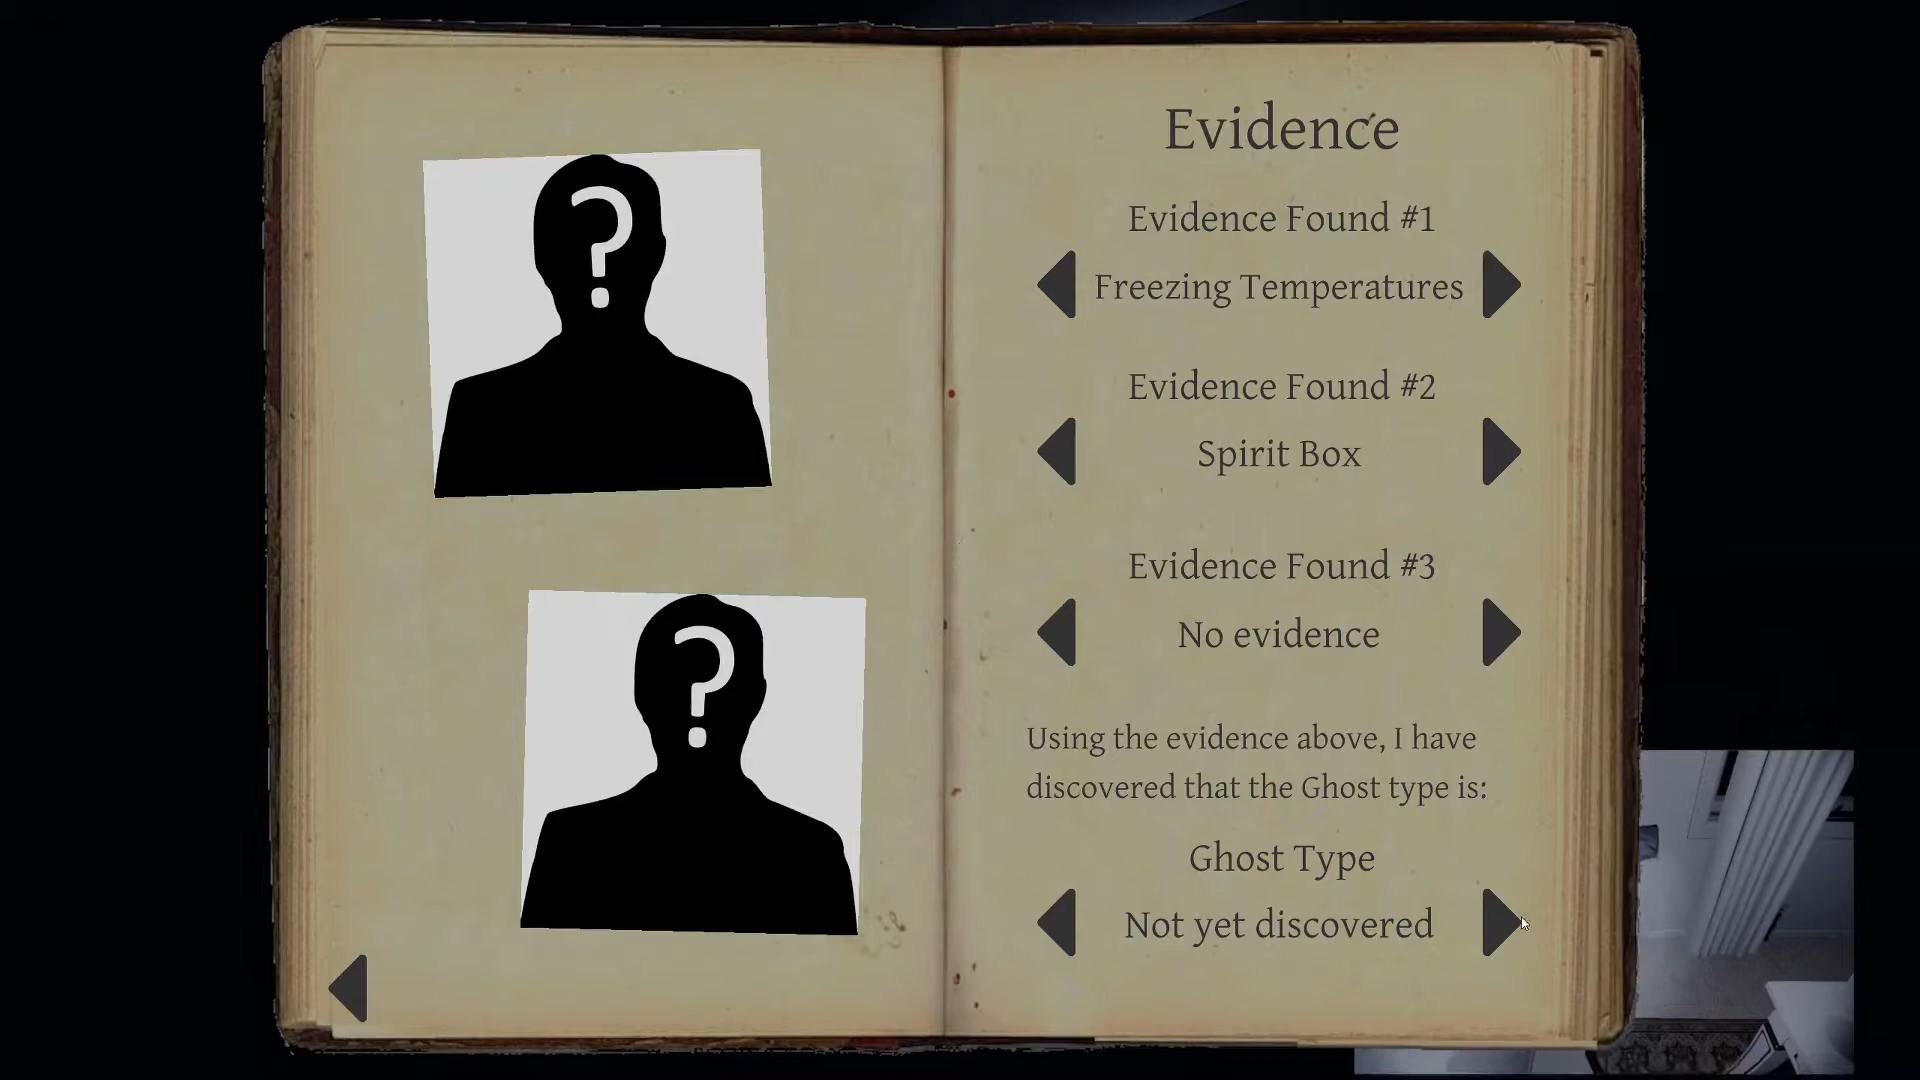 Evidence
Evidence Found #1
Freezing Temperatures
Evidence Found #2
Spirit Box
Evidence Found #3
No evidence
Using the evidence above, I have
discovered that the Ghost type is:
Ghost Type
Not yet discovered